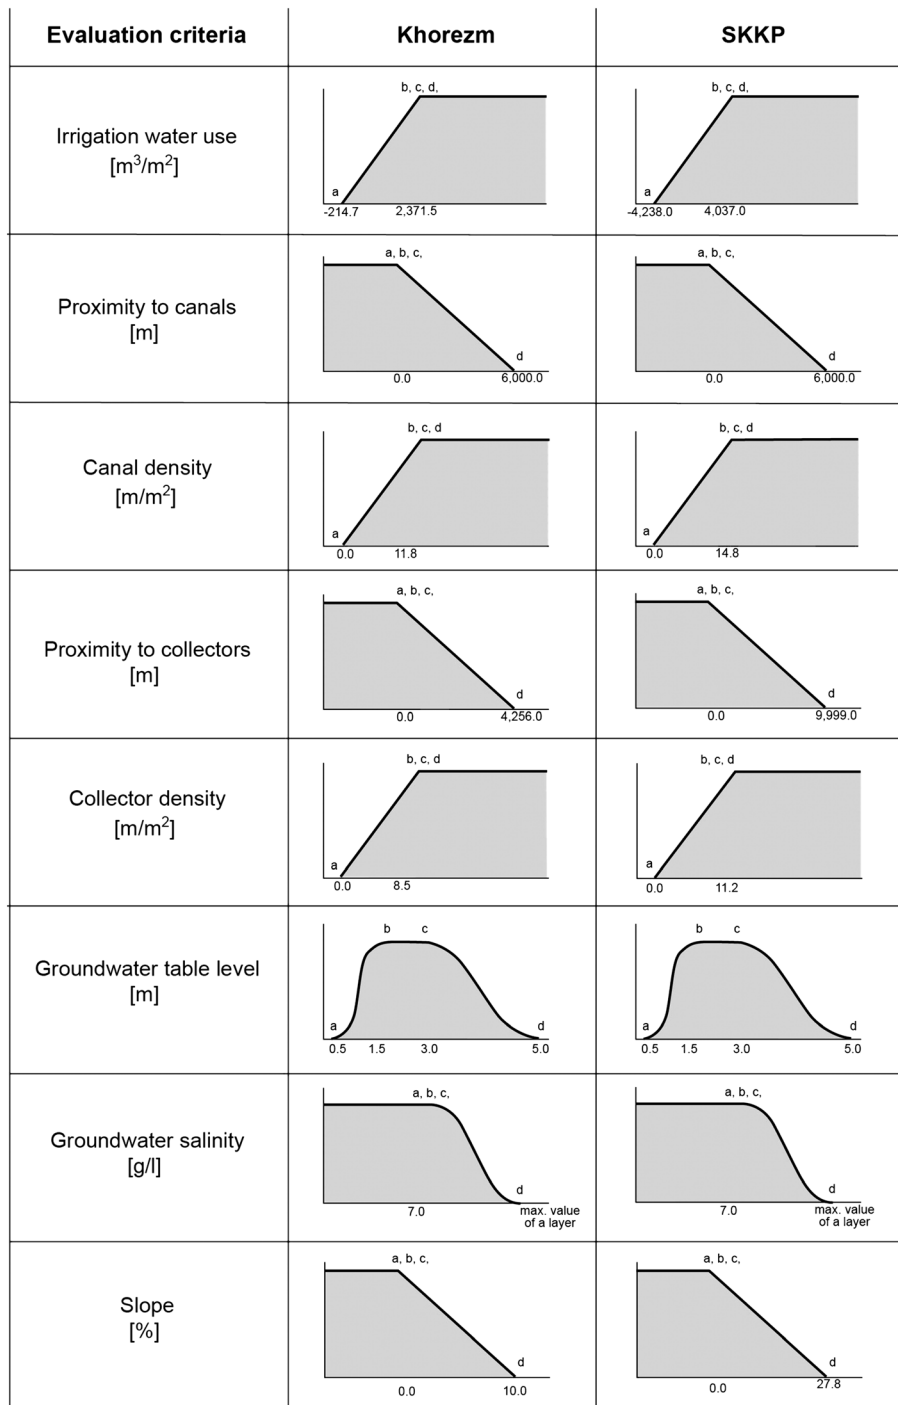 Evaluation criteria Khorezm SKKP
Irrigation water use
[m³/m²]
b, c, d,
a
-214.7 2,371.5
b, c, d,
a
-4,238.0 4,037.0
Proximity to canals
[m]
a, b, c,
d
0.0 6,000.0
a, b, c,
d
0.0 6,000.0
Canal density
[m/m²]
b, c, d
a
0.0 11.8
b, c, d
a
0.0 14.8
Proximity to collectors
[m]
a, b, c,
d
0.0 4,256.0
a, b, c,
d
0.0 9,999.0
Collector density
[m/m²]
b, c, d
a
0.0 8.5
b, c, d
a
0.0 11.2
Groundwater table level
[m]
b c
a d
0.5 1.5 3.0 5.0
b c
a d
0.5 1.5 3.0 5.0
Groundwater salinity
[g/l]
a, b, c,
d
7.0 max. value
of a layer
a, b, c,
d
7.0 max. value
of a layer
Slope
[%]
a, b, c,
d
0.0 10.0
a, b, c,
d
0.0 27.8